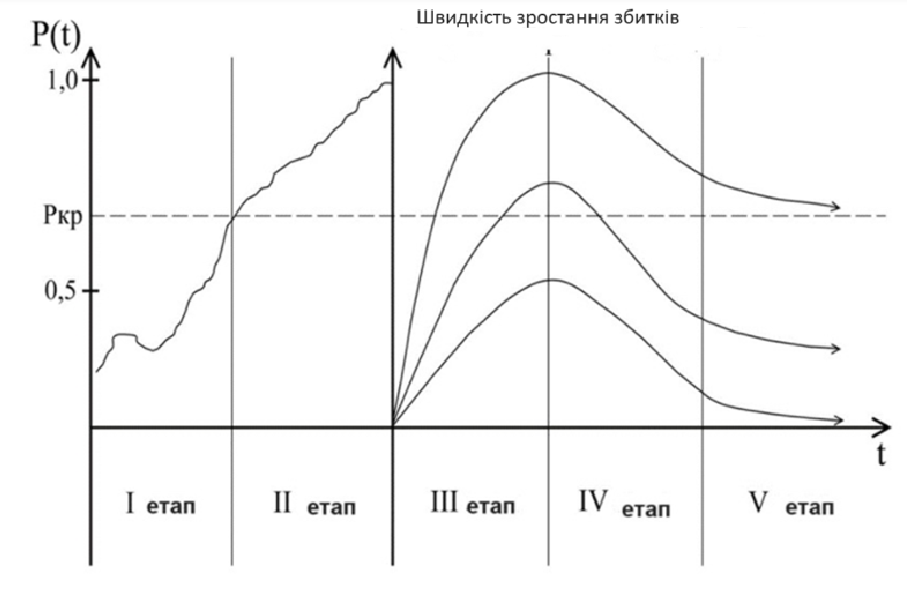 Швидкість зростання збитків
P(t)
1,0
Ркр
0,5
t
I етап
II етап
III етап
IV етап
V етап